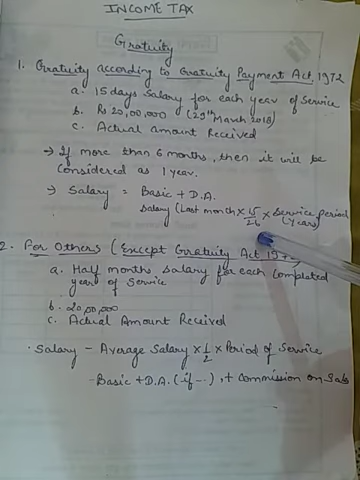 INCOME TAX
Gratuity
1. Gratuity according to Gratuity Payment Act, 1972
a. 15 days salary for each year of Service
b. Rs 20,00,000 (29th March 2018)
c. Actual amount Received
→ If more than 6 months, then it will be
considered as 1 year.
→ Salary = Basic + D.A.
Salary (Last month × 15/26 × Service period
(Years)
2. For Others (Except Gratuity Act 1972)
a. Half months salary for each completed
year of Service
b. 20,00,000
c. Actual Amount Received
· Salary - Average Salary × 1/2 × Period of Service
- Basic + D.A. (if -..) , + Commission on Sales